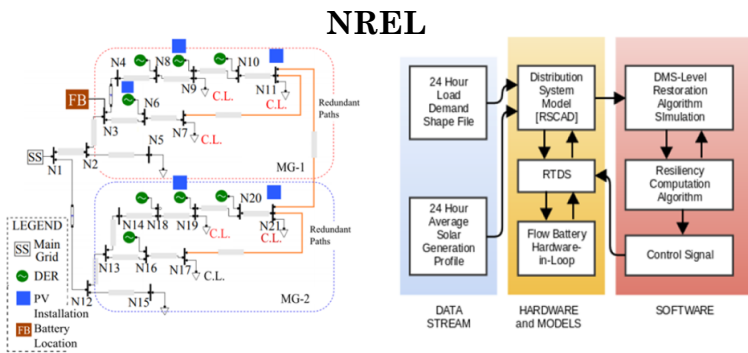 NREL
N4
N8
N10
N9
C.L.
N11
C.L.
FB
N3
N6
N7
C.L.
Redundant
Paths
SS
N1
N2
N5
MG-1
N14
N18
N19
N20
C.L.
N21
C.L.
Redundant
Paths
N13
N16
N17
C.L.
N12
N15
MG-2
LEGEND
SS
Main
Grid
DER
PV
Installation
FB
Battery
Location
24 Hour
Load
Demand
Shape File
24 Hour
Average
Solar
Generation
Profile
DATA
STREAM
Distribution
System
Model
[RSCAD]
RTDS
Flow Battery
Hardware-
in-Loop
HARDWARE
and MODELS
DMS-Level
Restoration
Algorithm
SImulation
Resiliency
Computation
Algorithm
Control Signal
SOFTWARE